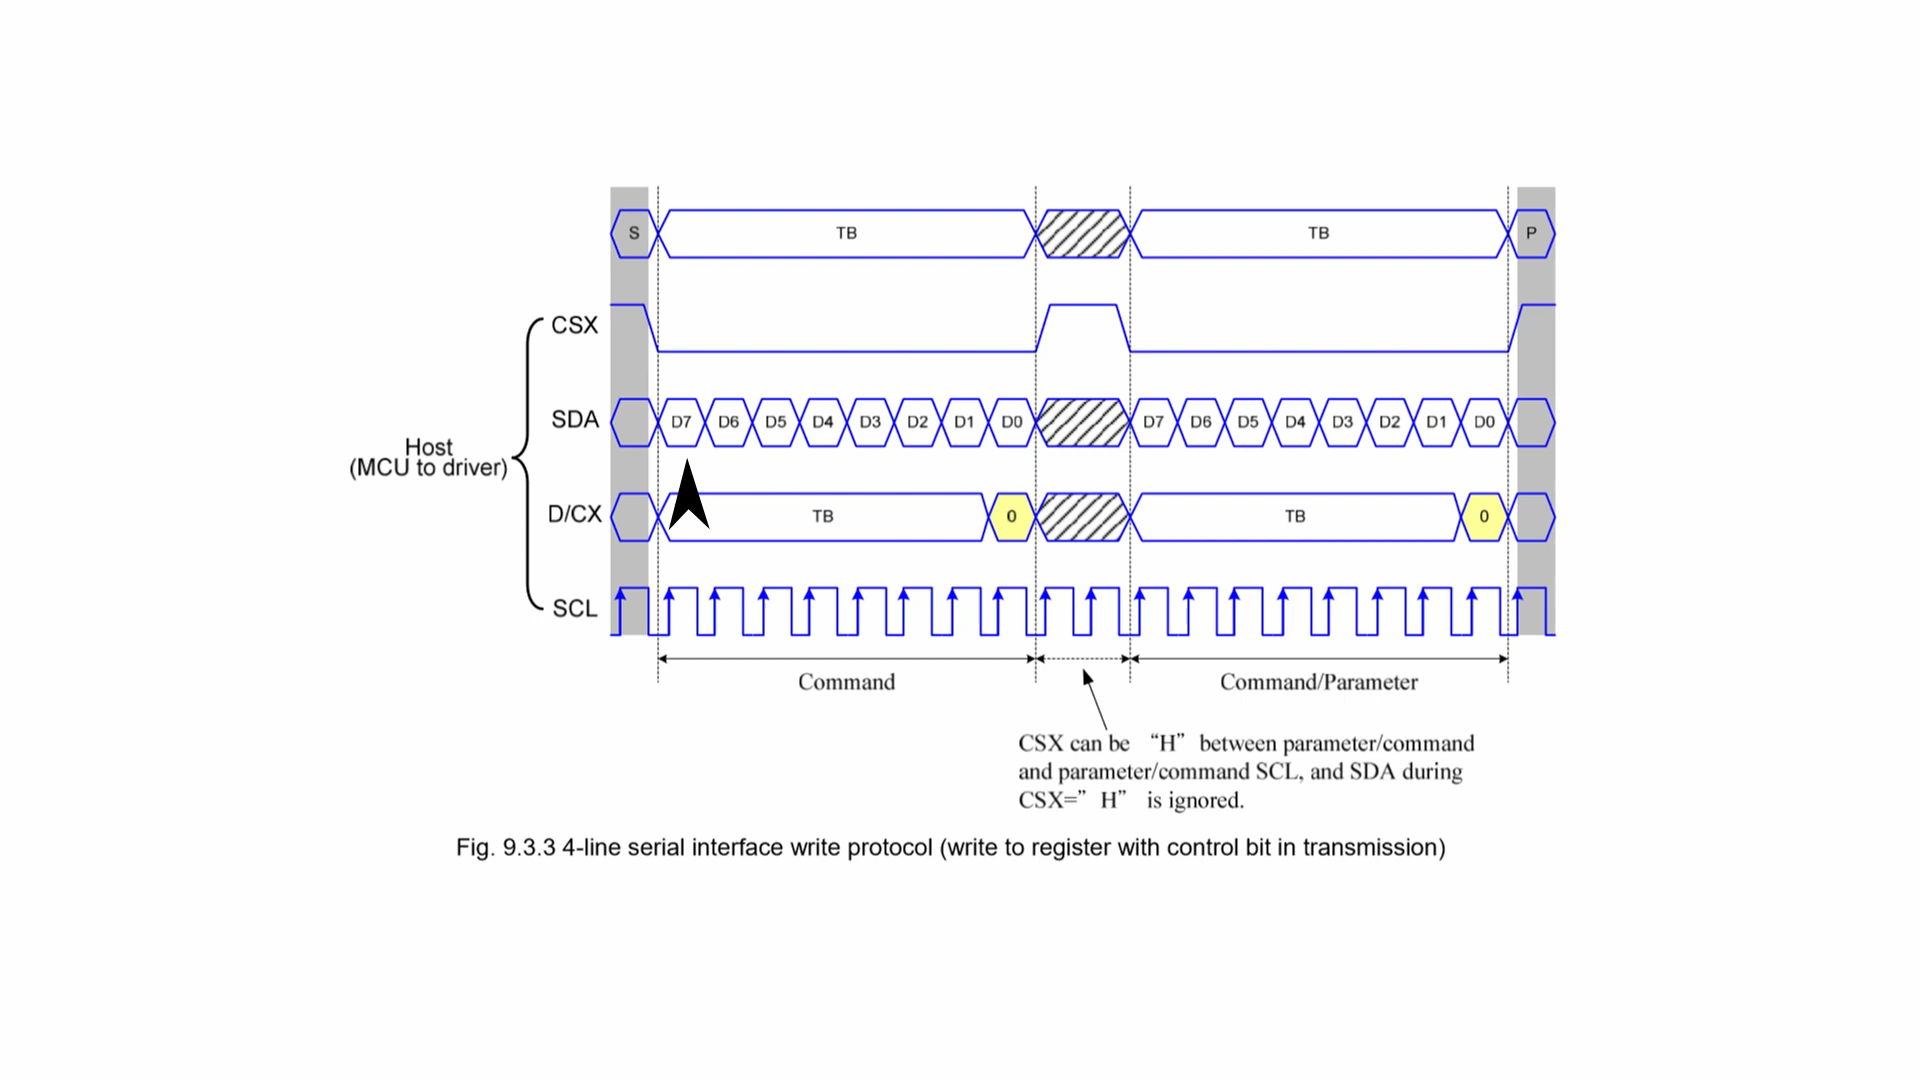 S TB TB P
CSX
SDA D7 D6 D5 D4 D3 D2 D1 D0 D7 D6 D5 D4 D3 D2 D1 D0
Host
(MCU to driver)
D/CX TB 0 TB 0
SCL
Command Command/Parameter
CSX can be “H” between parameter/command
and parameter/command SCL, and SDA during
CSX=”H” is ignored.
Fig. 9.3.3 4-line serial interface write protocol (write to register with control bit in transmission)